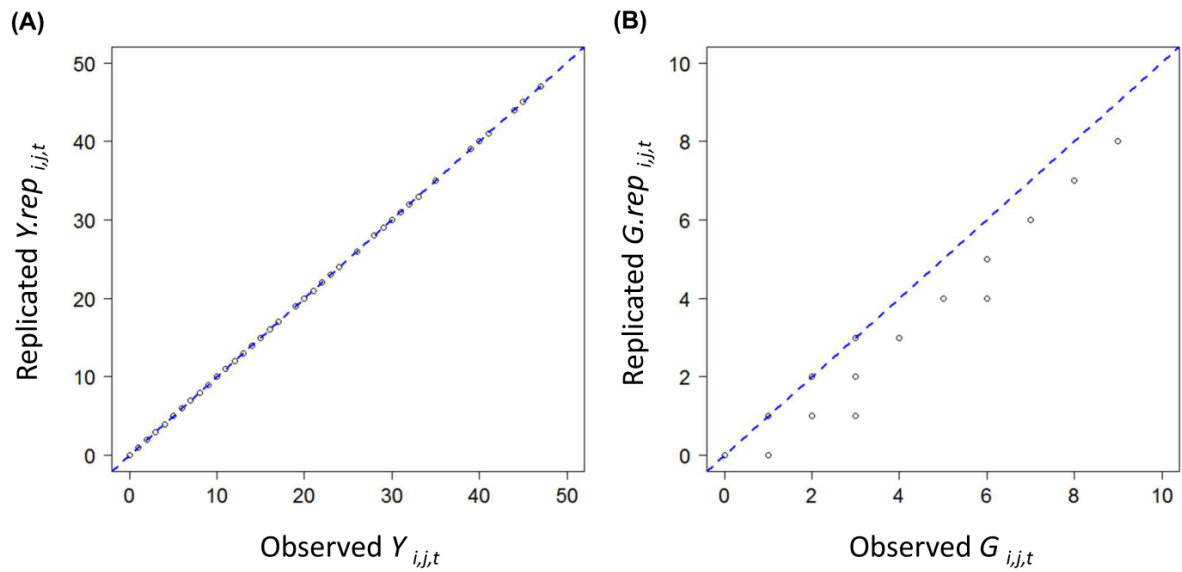 (A)
(B)
50
40
30
20
10
0
0 10 20 30 40 50
Replicated Y.rep i,j,t
Observed Y i,j,t
10
8
6
4
2
0
0 2 4 6 8 10
Replicated G.rep i,j,t
Observed G i,j,t